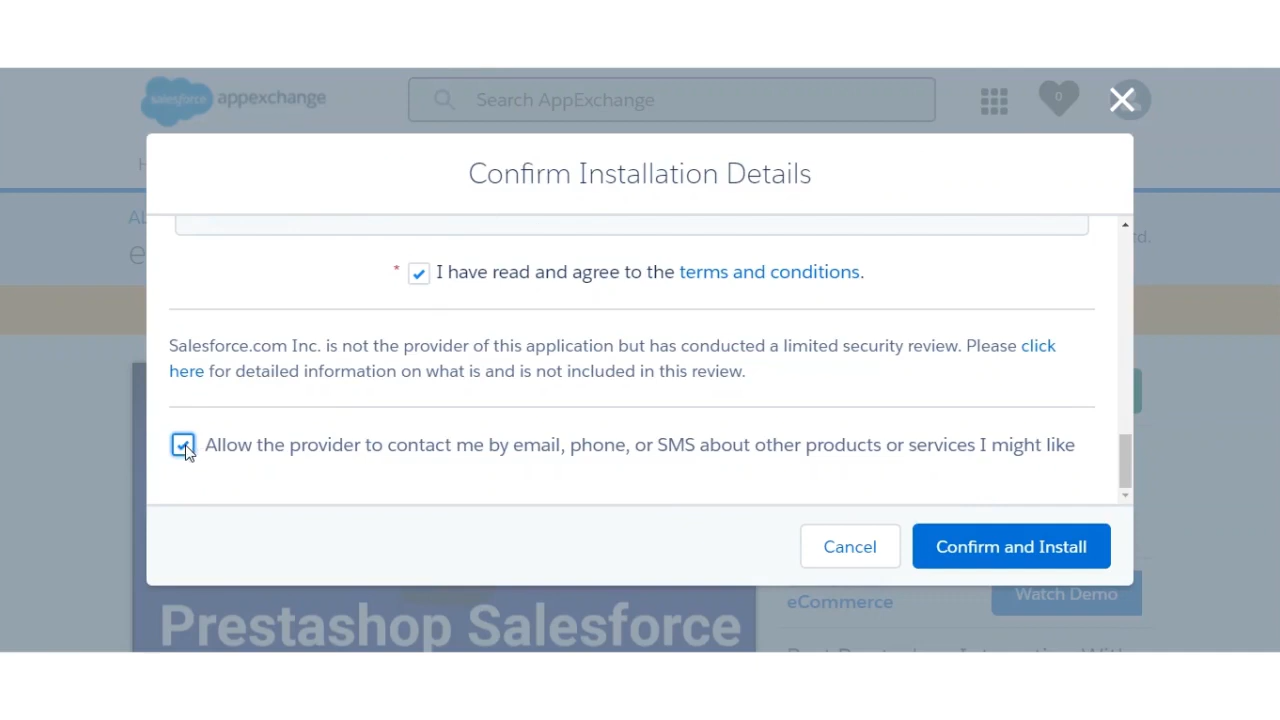 salesforce appexchange
Search AppExchange
0
H
AL
rd.
e
Confirm Installation Details
* I have read and agree to the terms and conditions.
Salesforce.com Inc. is not the provider of this application but has conducted a limited security review. Please click
here for detailed information on what is and is not included in this review.
Allow the provider to contact me by email, phone, or SMS about other products or services I might like
Cancel
Confirm and Install
eCommerce
Watch Demo
Prestashop Salesforce